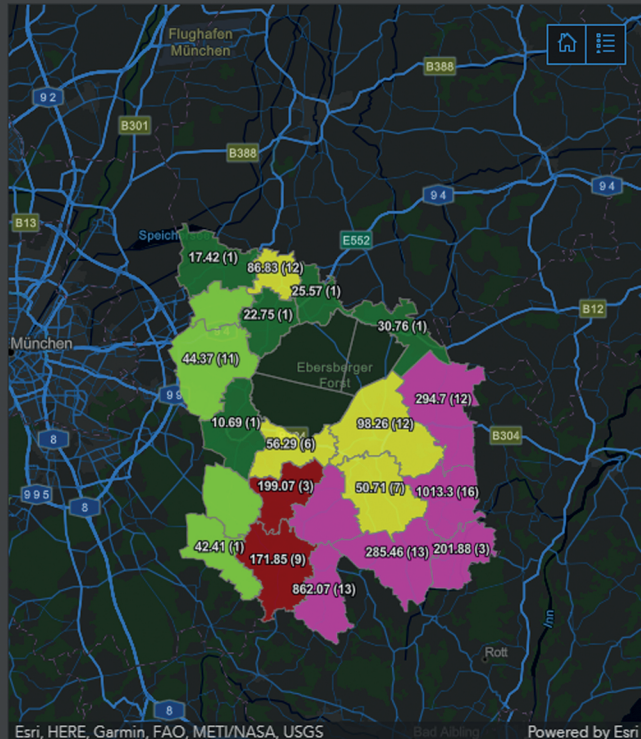 Flughafen
München
B388
92
B301
B388
94
94
B13
Speichersee
E552
17.42 (1)
86.83 (12)
25.57 (1)
B12
22.75 (1)
30.76 (1)
München
44.37 (11)
Ebersberger
Forst
99
294.7 (12)
10.69 (1)
98.26 (12)
8
56.29 (6)
B304
199.07 (3)
50.71 (7)
1013.3 (16)
995
8
42.41 (1)
171.85 (9)
285.46 (13)
201.88 (3)
862.07 (13)
Inn
Rott
8
Esri, HERE, Garmin, FAO, METI/NASA, USGS
Bad Aibling
Powered by Esri